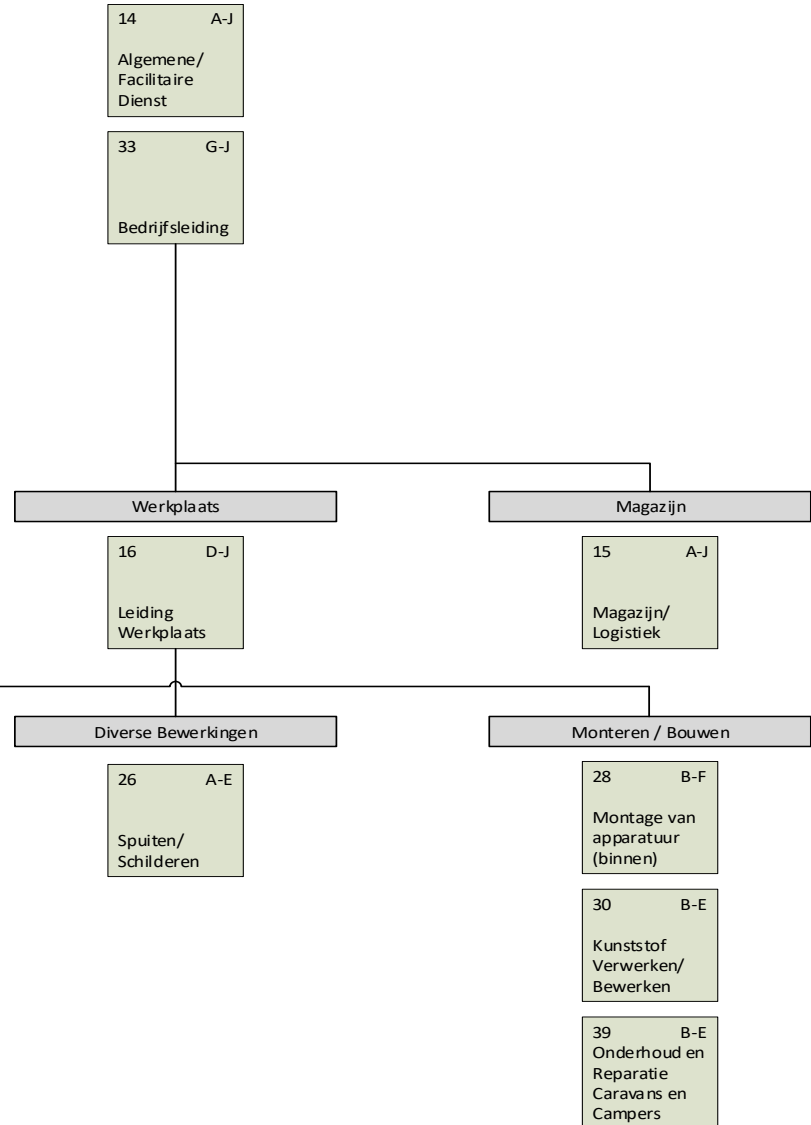 14 A-J
Algemene/
Facilitaire
Dienst
33 G-J
Bedrijfsleiding
Werkplaats
Magazijn
16 D-J
Leiding
Werkplaats
15 A-J
Magazijn/
Logistiek
Diverse Bewerkingen
Monteren / Bouwen
26 A-E
Spuiten/
Schilderen
28 B-F
Montage van
apparatuur
(binnen)
30 B-E
Kunststof
Verwerken/
Bewerken
39 B-E
Onderhoud en
Reparatie
Caravans en
Campers